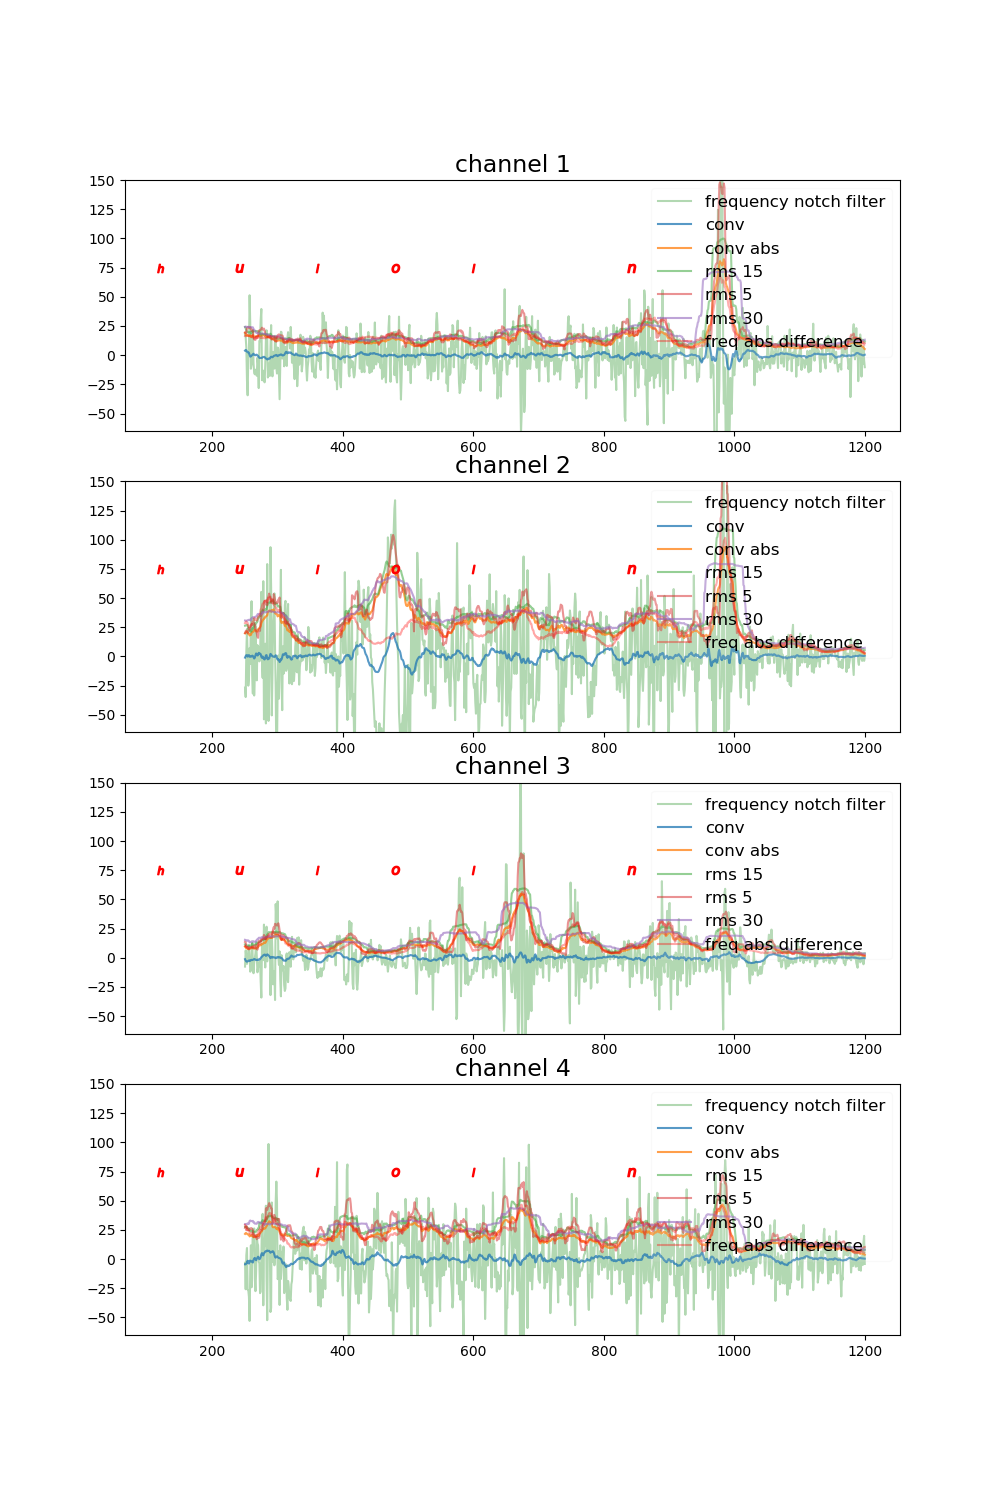 channel 1
150
125
100
75
50
25
0
−25
−50
h u l o l n
frequency notch filter
conv
conv abs
rms 15
rms 5
rms 30
freq abs difference
200 400 600 800 1000 1200
channel 2
150
125
100
75
50
25
0
−25
−50
h u l o l n
frequency notch filter
conv
conv abs
rms 15
rms 5
rms 30
freq abs difference
200 400 600 800 1000 1200
channel 3
150
125
100
75
50
25
0
−25
−50
h u l o l n
frequency notch filter
conv
conv abs
rms 15
rms 5
rms 30
freq abs difference
200 400 600 800 1000 1200
channel 4
150
125
100
75
50
25
0
−25
−50
h u l o l n
frequency notch filter
conv
conv abs
rms 15
rms 5
rms 30
freq abs difference
200 400 600 800 1000 1200